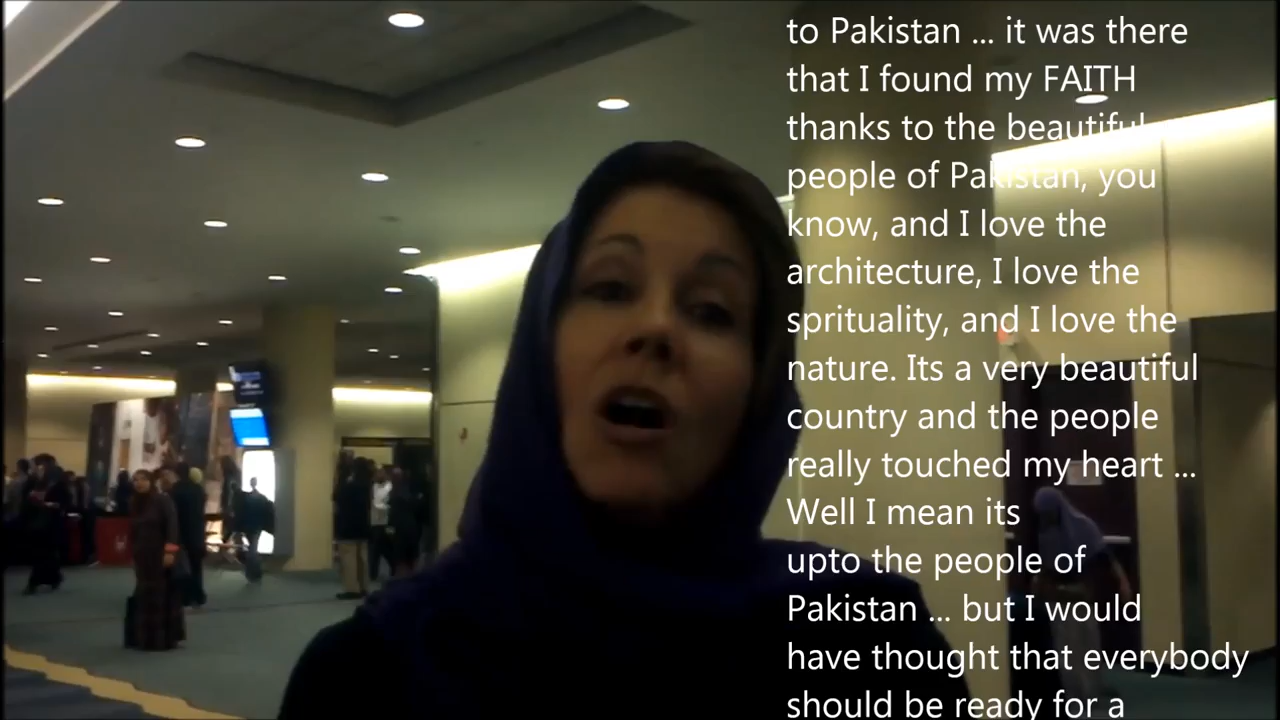 to Pakistan ... it was there
that I found my FAITH
thanks to the beautiful
people of Pakistan, you
know, and I love the
architecture, I love the
sprituality, and I love the
nature. Its a very beautiful
country and the people
really touched my heart ...
Well I mean its
upto the people of
Pakistan ... but I would
have thought that everybody
should be ready for a